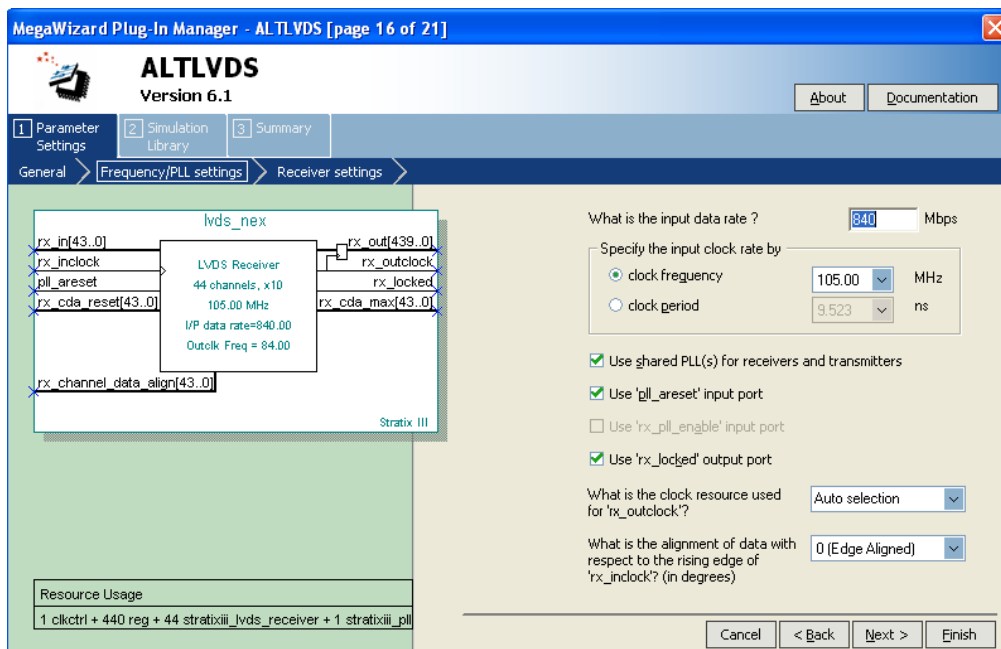 MegaWizard Plug-In Manager - ALTLVDS [page 16 of 21]
ALTLVDS
Version 6.1
About
Documentation
1 Parameter Settings
2 Simulation Library
3 Summary
General
Frequency/PLL settings
Receiver settings
lvds_nex
rx_in[43..0]
rx_inclock
pll_areset
rx_cda_reset[43..0]
rx_channel_data_align[43..0]
LVDS Receiver
44 channels, x10
105.00 MHz
I/P data rate=840.00
Outclk Freq = 84.00
rx_out[439..0]
rx_outclock
rx_locked
rx_cda_max[43..0]
Stratix III
Resource Usage
1 clkctrl + 440 reg + 44 stratixiii_lvds_receiver + 1 stratixiii_pll
What is the input data rate ? 840 Mbps
Specify the input clock rate by
clock frequency 105.00 MHz
clock period 9.523 ns
Use shared PLL(s) for receivers and transmitters
Use 'pll_areset' input port
Use 'rx_pll_enable' input port
Use 'rx_locked' output port
What is the clock resource used
for 'rx_outclock'?
Auto selection
What is the alignment of data with
respect to the rising edge of
'rx_inclock'? (in degrees)
0 (Edge Aligned)
Cancel
< Back
Next >
Finish